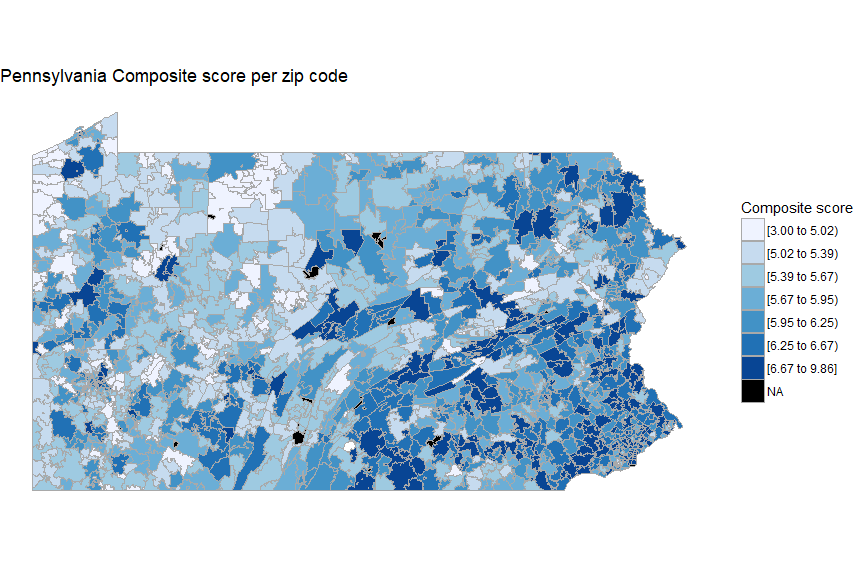 Pennsylvania Composite score per zip code
Composite score
[3.00 to 5.02)
[5.02 to 5.39)
[5.39 to 5.67)
[5.67 to 5.95)
[5.95 to 6.25)
[6.25 to 6.67)
[6.67 to 9.86]
NA